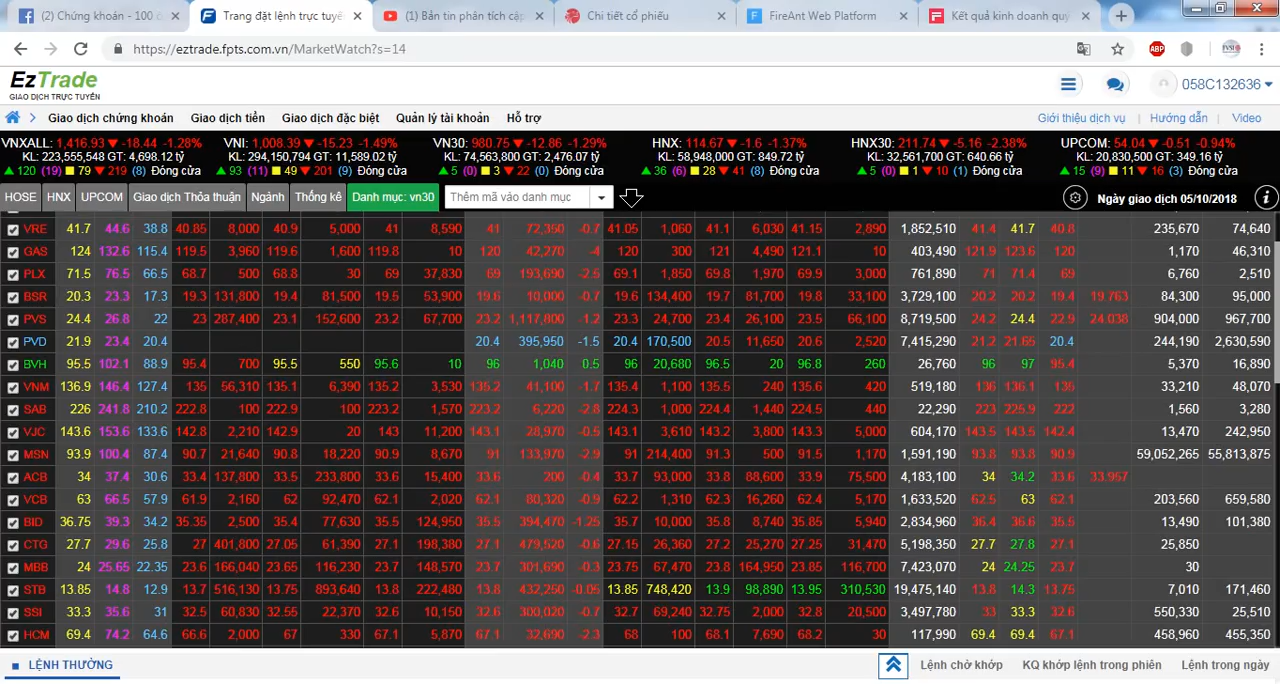 (2) Chứng khoán - 100 đ
Trang đặt lệnh trực tuyến
(1) Bản tin phân tích cập
Chi tiết cổ phiếu
FireAnt Web Platform
Kết quả kinh doanh quý
https://eztrade.fpts.com.vn/MarketWatch?s=14
ABP
EzTrade
GIAO DỊCH TRỰC TUYẾN
058C132636
Giao dịch chứng khoán Giao dịch tiền Giao dịch đặc biệt Quản lý tài khoản Hỗ trợ
Giới thiệu dịch vụ | Hướng dẫn | Video
VNXALL: 1,416.93 ▼ -18.44 -1.28% VNI: 1,008.39 ▼ -15.23 -1.49% VN30: 980.75 ▼ -12.86 -1.29% HNX: 114.67 ▼ -1.6 -1.37% HNX30: 211.74 ▼ -5.16 -2.38% UPCOM: 54.04 ▼ -0.51 -0.94%
KL: 223,555,548 GT: 4,698.12 tỷ KL: 294,150,794 GT: 11,589.02 tỷ KL: 74,563,800 GT: 2,476.07 tỷ KL: 58,948,000 GT: 849.72 tỷ KL: 32,561,700 GT: 640.66 tỷ KL: 20,830,500 GT: 349.16 tỷ
▲ 120 (19) ■ 79 ▼ 219 (8) Đóng cửa ▲ 93 (11) ■ 49 ▼ 201 (9) Đóng cửa ▲ 5 (0) ■ 3 ▼ 22 (0) Đóng cửa ▲ 36 (6) ■ 28 ▼ 41 (8) Đóng cửa ▲ 5 (0) ■ 1 ▼ 10 (1) Đóng cửa ▲ 15 (9) ■ 11 ▼ 16 (3) Đóng cửa
HOSE HNX UPCOM Giao dịch Thỏa thuận Ngành Thống kê Danh mục: vn30 Thêm mã vào danh mục Ngày giao dịch 05/10/2018
VRE 41.7 44.6 38.8 40.85 8,000 40.9 5,000 41 8,590 41 72,350 -0.7 41.05 1,060 41.1 6,030 41.15 2,890 1,852,510 41.4 41.7 40.8 235,670 74,640
GAS 124 132.6 115.4 119.5 3,960 119.6 1,600 119.8 10 120 42,270 -4 120 300 121 4,490 121.1 10 403,490 121.9 123.6 120 1,170 46,310
PLX 71.5 76.5 66.5 68.7 500 68.8 30 69 37,830 69 193,690 -2.5 69.1 1,850 69.8 1,970 69.9 3,000 761,890 71 71.4 69 6,760 2,510
BSR 20.3 23.3 17.3 19.3 131,800 19.4 81,500 19.5 53,900 19.6 10,000 -0.7 19.6 134,400 19.7 81,700 19.8 33,100 3,729,100 20.2 20.2 19.4 19.763 84,300 95,000
PVS 24.4 26.8 22 23 287,400 23.1 152,600 23.2 67,700 23.2 1,117,800 -1.2 23.3 24,700 23.4 26,100 23.5 66,100 8,719,500 24.2 24.4 22.9 24.038 904,000 967,700
PVD 21.9 23.4 20.4 20.4 395,950 -1.5 20.4 170,500 20.5 11,650 20.6 2,520 7,415,290 21.2 21.65 20.4 244,190 2,630,590
BVH 95.5 102.1 88.9 95.4 700 95.5 550 95.6 10 96 1,040 0.5 96 20,680 96.5 20 96.8 260 26,760 96 97 95.4 5,370 16,890
VNM 136.9 146.4 127.4 135 56,310 135.1 6,390 135.2 3,530 135.2 41,100 -1.7 135.4 1,100 135.5 240 135.6 420 519,180 136 136.1 135 33,210 48,070
SAB 226 241.8 210.2 222.8 100 222.9 100 223.2 1,570 223.2 6,220 -2.8 224.3 1,000 224.4 1,440 224.5 440 22,290 223 225.9 222 1,560 3,280
VJC 143.6 153.6 133.6 142.8 2,210 142.9 20 143 11,200 143.1 28,970 -0.5 143.1 3,610 143.2 3,800 143.3 5,000 604,170 143.5 143.5 142.4 13,470 242,950
MSN 93.9 100.4 87.4 90.7 21,640 90.8 18,220 90.9 8,670 91 133,970 -2.9 91 214,400 91.3 500 91.5 1,170 1,591,190 93.8 93.8 90.9 59,052,265 55,813,875
ACB 34 37.4 30.6 33.4 137,800 33.5 233,800 33.6 15,400 33.6 200 -0.4 33.7 93,000 33.8 88,600 33.9 75,500 4,183,100 34 34.2 33.6 33.957
VCB 63 66.5 57.9 61.9 2,160 62 92,470 62.1 2,020 62.1 80,320 -0.9 62.2 1,310 62.3 16,260 62.4 5,170 1,633,520 62.5 63 62.1 203,560 659,580
BID 36.75 39.3 34.2 35.35 2,500 35.4 77,630 35.5 124,950 35.5 394,470 -1.25 35.7 10,000 35.8 8,740 35.85 5,940 2,834,960 36.4 36.6 35.5 13,490 101,380
CTG 27.7 29.6 25.8 27 401,800 27.05 61,390 27.1 198,380 27.1 479,520 -0.6 27.15 26,360 27.2 25,270 27.25 31,470 5,198,350 27.7 27.8 27.1 25,850
MBB 24 25.65 22.35 23.6 166,040 23.65 116,230 23.7 148,570 23.7 301,690 -0.3 23.75 67,470 23.8 164,950 23.85 116,700 7,423,070 24 24.25 23.7 30
STB 13.85 14.8 12.9 13.7 516,130 13.75 893,640 13.8 222,480 13.8 432,250 -0.05 13.85 748,420 13.9 98,890 13.95 310,530 19,475,140 13.8 14.3 13.75 7,010 171,460
SSI 33.3 35.6 31 32.5 60,830 32.55 22,370 32.6 10,150 32.6 300,020 -0.7 32.7 69,240 32.75 2,000 32.8 20,500 3,497,780 33 33.3 32.6 550,330 25,510
HCM 69.4 74.2 64.6 66.6 2,000 67 330 67.1 5,870 67.1 32,690 -2.3 68 100 68.1 7,690 68.2 30 117,990 69.4 69.4 67.1 458,960 455,350
LỆNH THƯỜNG Lệnh chờ khớp KQ khớp lệnh trong phiên Lệnh trong ngày